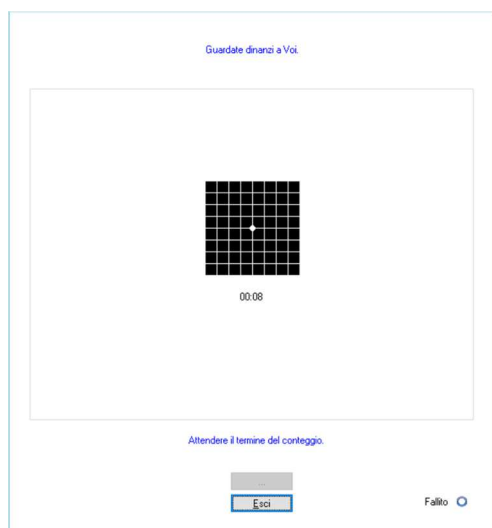 Guardate dinanzi a Voi.
00:08
Attendere il termine del conteggio.
...
Esci
Fallito